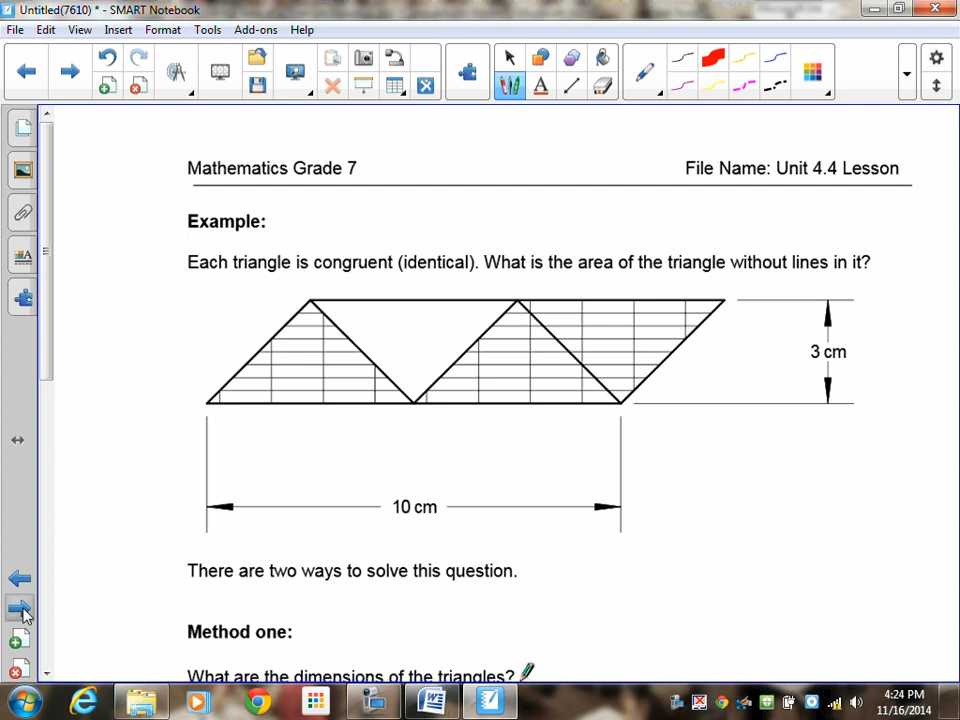 Untitled(7610) * - SMART Notebook
File Edit View Insert Format Tools Add-ons Help
Mathematics Grade 7 File Name: Unit 4.4 Lesson
Example:
Each triangle is congruent (identical). What is the area of the triangle without lines in it?
3 cm
10 cm
There are two ways to solve this question.
Method one:
What are the dimensions of the triangles?
4:24 PM
11/16/2014